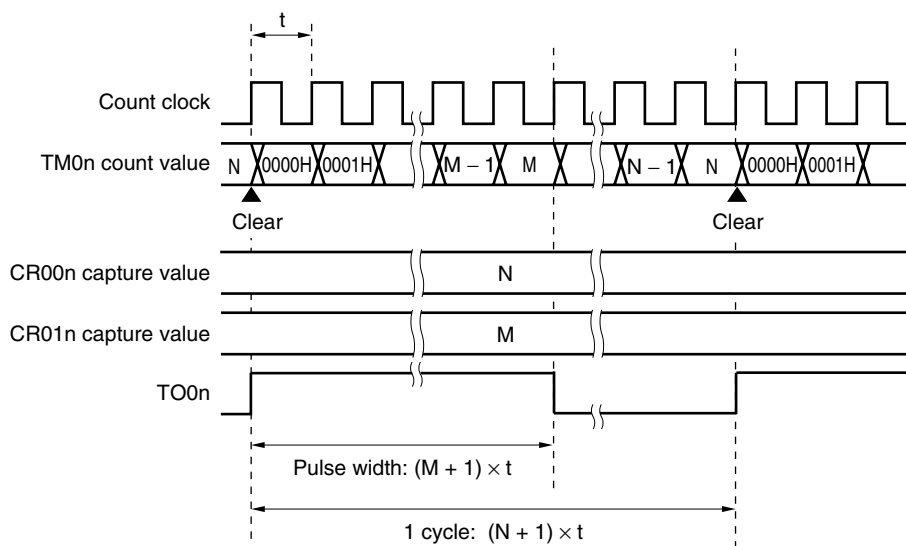 t
Count clock
TM0n count value N 0000H 0001H M – 1 M N – 1 N 0000H 0001H
Clear Clear
CR00n capture value N
CR01n capture value M
TO0n
Pulse width: (M + 1) × t
1 cycle: (N + 1) × t